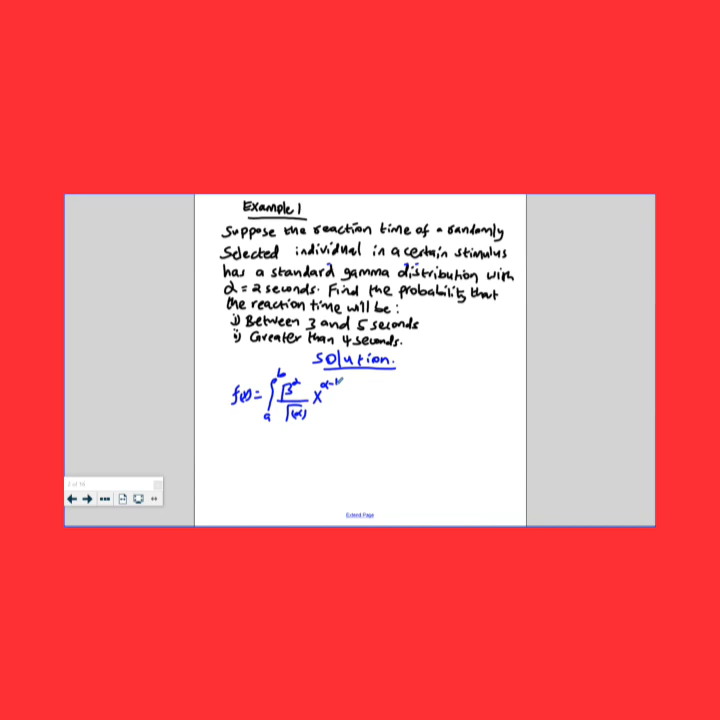 Example 1
Suppose the reaction time of a randomly
Selected individual in a certain stimulus
has a standard gamma distribution with
α = 2 seconds. Find the probability that
the reaction time will be :
i) Between 3 and 5 seconds
ii) Greater than 4 seconds.
Solution.
f(x) = ∫_a^b β^α / Γ(α) x^α-1
Extend Page